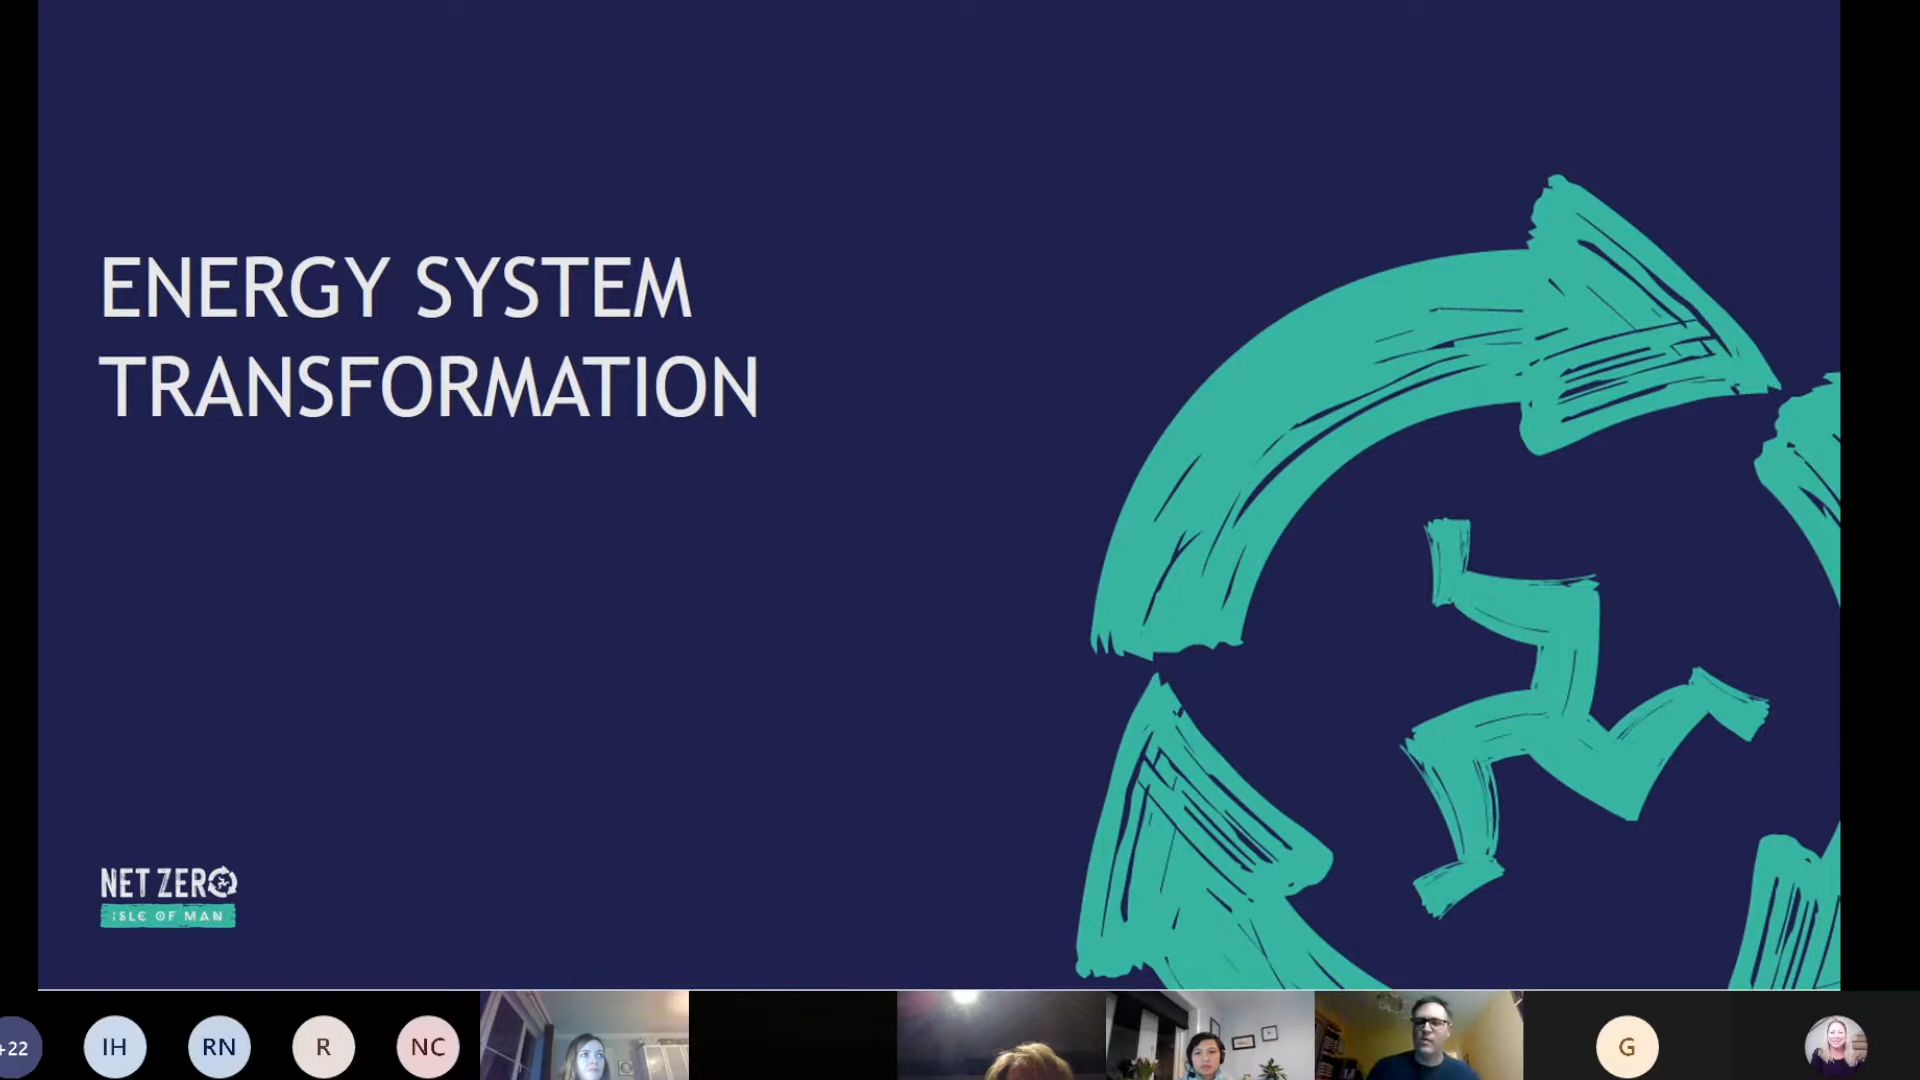 ENERGY SYSTEM
TRANSFORMATION
NET ZERO
ISLE OF MAN
+22
IH
RN
R
NC
G